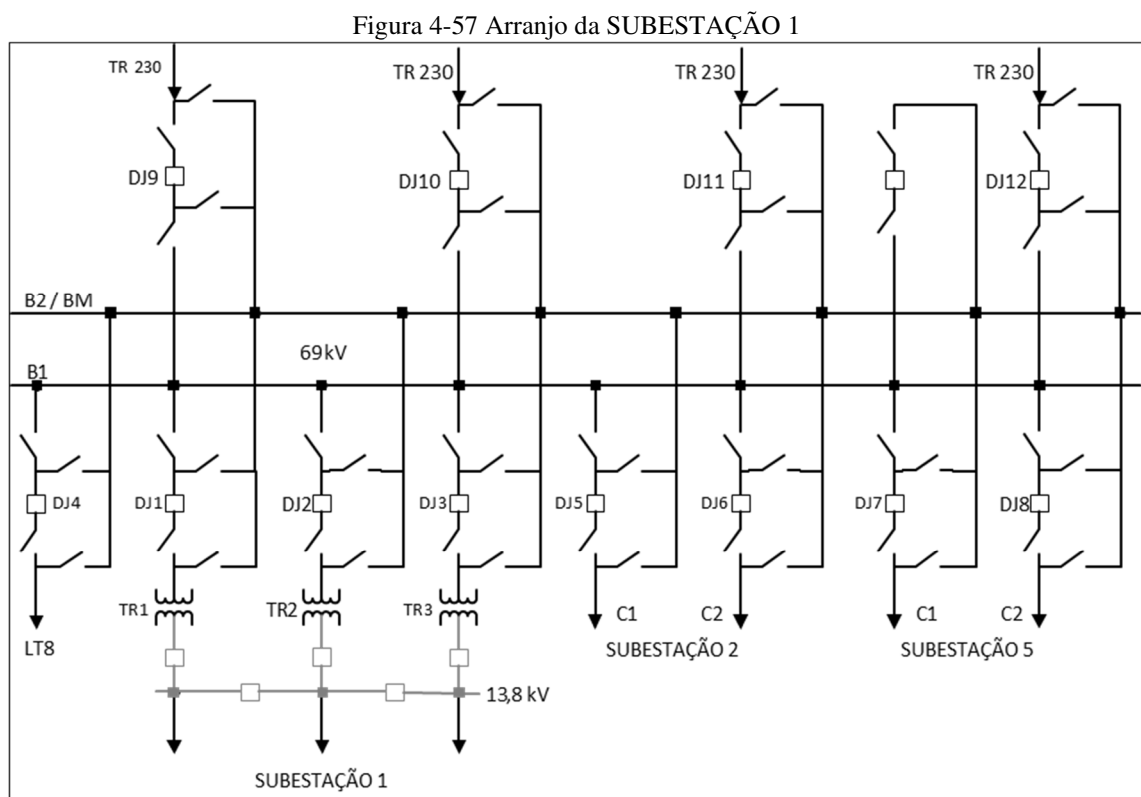 Figura 4-57 Arranjo da SUBESTAÇÃO 1
TR 230
TR 230
TR 230
TR 230
DJ9
DJ10
DJ11
DJ12
B2 / BM
69kV
B1
DJ4
DJ1
DJ2
DJ3
DJ5
DJ6
DJ7
DJ8
TR1
TR2
TR3
C1
C2
C1
C2
LT8
SUBESTAÇÃO 2
SUBESTAÇÃO 5
13,8 kV
SUBESTAÇÃO 1